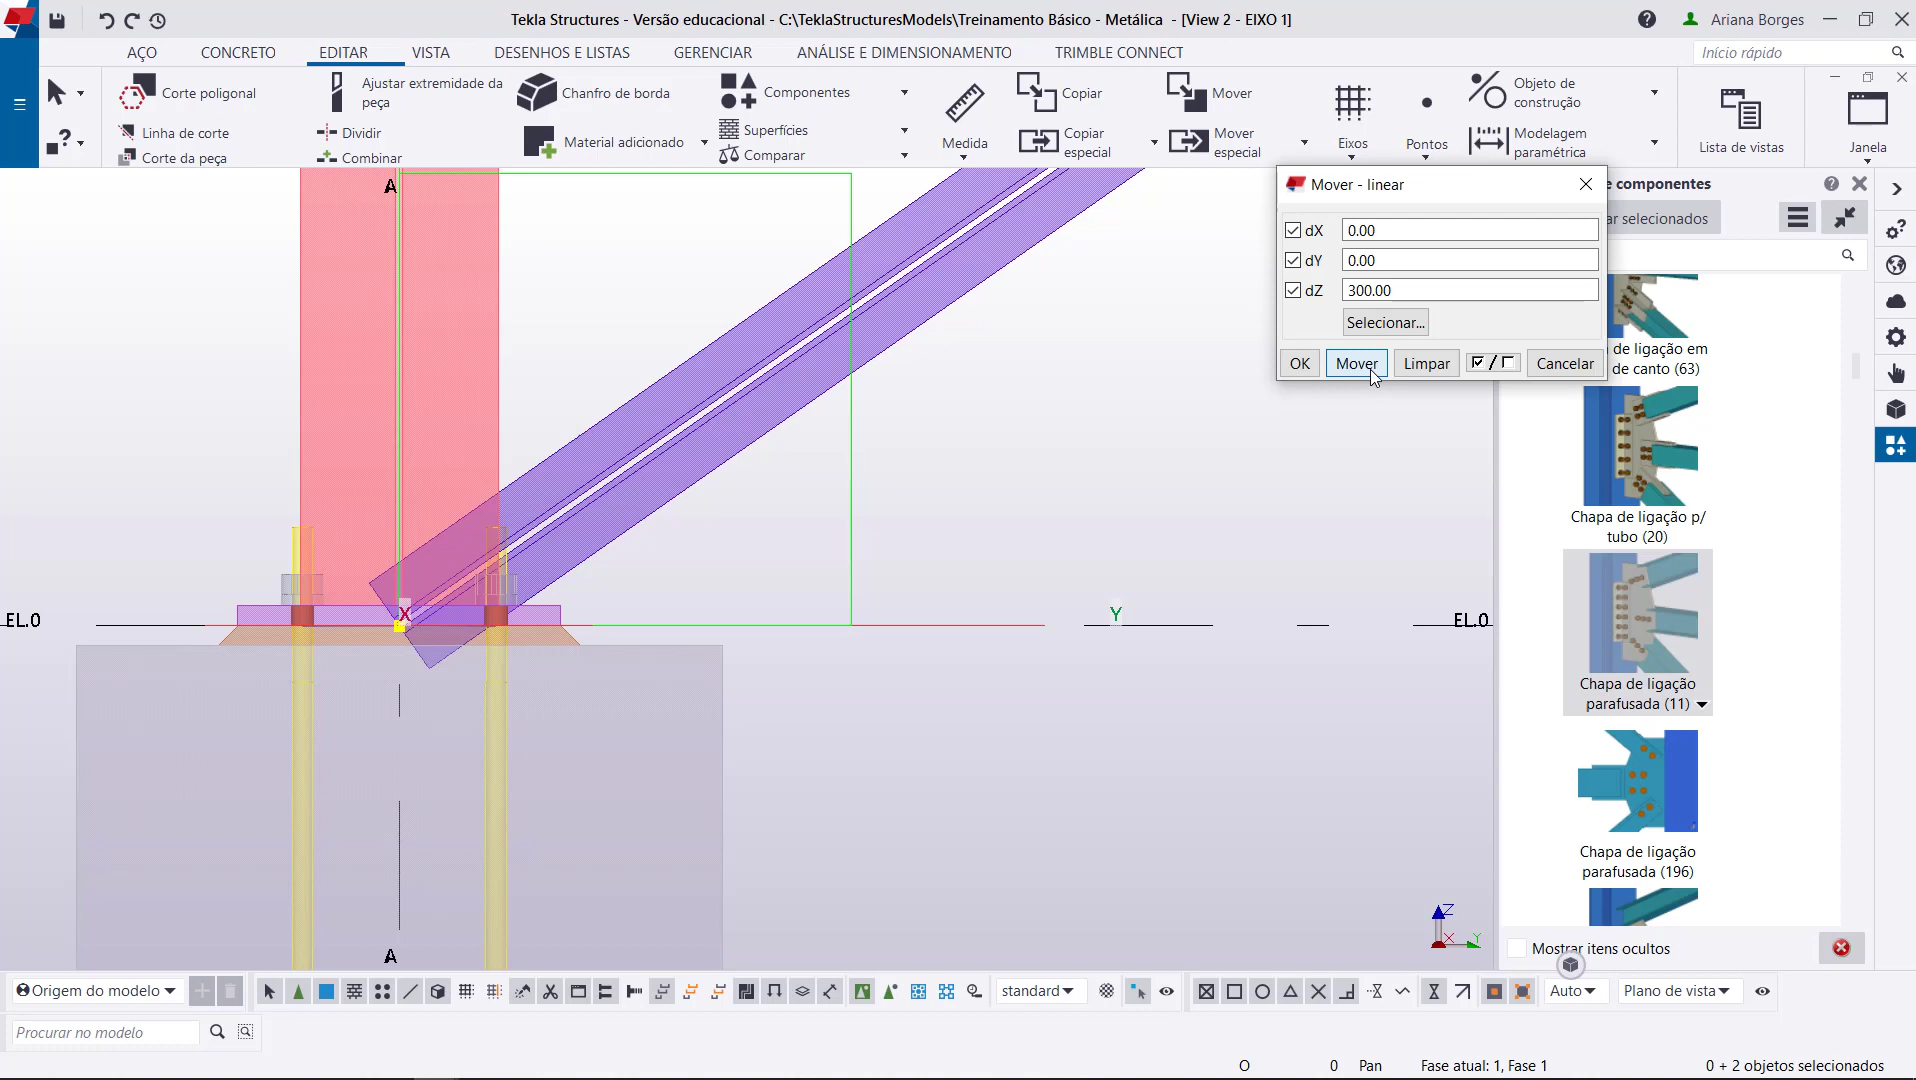 Tekla Structures - Versão educacional - C:\TeklaStructuresModels\Treinamento Básico - Metálica - [View 2 - EIXO 1]
Ariana Borges
AÇO CONCRETO EDITAR VISTA DESENHOS E LISTAS GERENCIAR ANÁLISE E DIMENSIONAMENTO TRIMBLE CONNECT
Início rápido
Corte poligonal
Linha de corte
Corte da peça
Ajustar extremidade da
peça
Dividir
Combinar
Chanfro de borda
Material adicionado
Componentes
Superfícies
Comparar
Medida
Copiar
Copiar
especial
Mover
Mover
especial
Eixos
Pontos
Objeto de
construção
Modelagem
paramétrica
Lista de vistas
Janela
Mover - linear
dX 0.00
dY 0.00
dZ 300.00
Selecionar...
OK Mover Limpar / Cancelar
e componentes
ar selecionados
de ligação em
de canto (63)
Chapa de ligação p/
tubo (20)
Chapa de ligação
parafusada (11)
Chapa de ligação
parafusada (196)
Mostrar itens ocultos
A
X
Y
EL.0
EL.0
A
Z
X
Y
Origem do modelo
standard
Auto
Plano de vista
Procurar no modelo
O 0 Pan Fase atual: 1, Fase 1 0 + 2 objetos selecionados